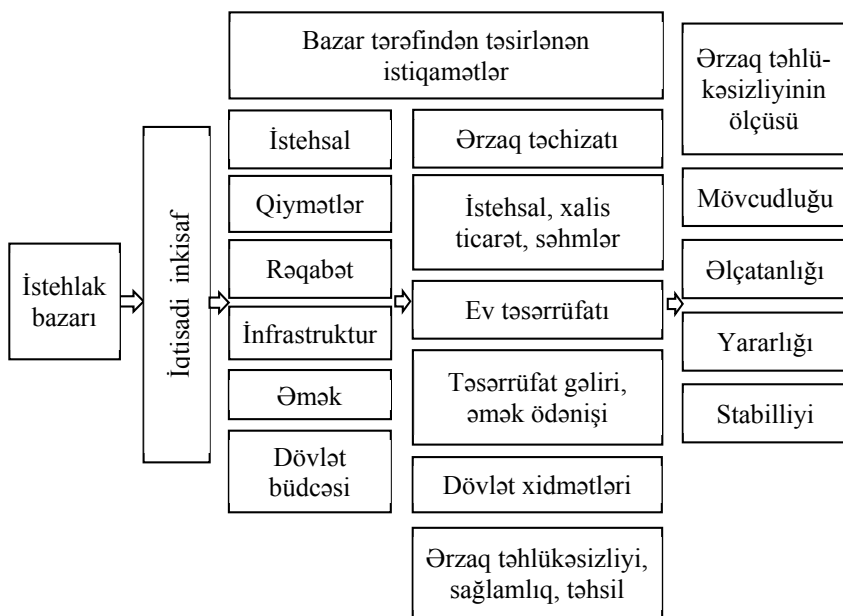 İstehlak
bazarı
İqtisadi inkisaf
Bazar tərəfindən təsirlənən
istiqamətlər
İstehsal
Qiymətlər
Rəqabət
İnfrastruktur
Əmək
Dövlət
büdcəsi
Ərzaq təchizatı
İstehsal, xalis
ticarət, səhmlər
Ev təsərrüfatı
Təsərrüfat gəliri,
əmək ödənişi
Dövlət xidmətləri
Ərzaq təhlükəsizliyi,
sağlamlıq, təhsil
Ərzaq təhlü-
kəsizliyinin
ölçüsü
Mövcudluğu
Əlçatanlığı
Yararlığı
Stabilliyi